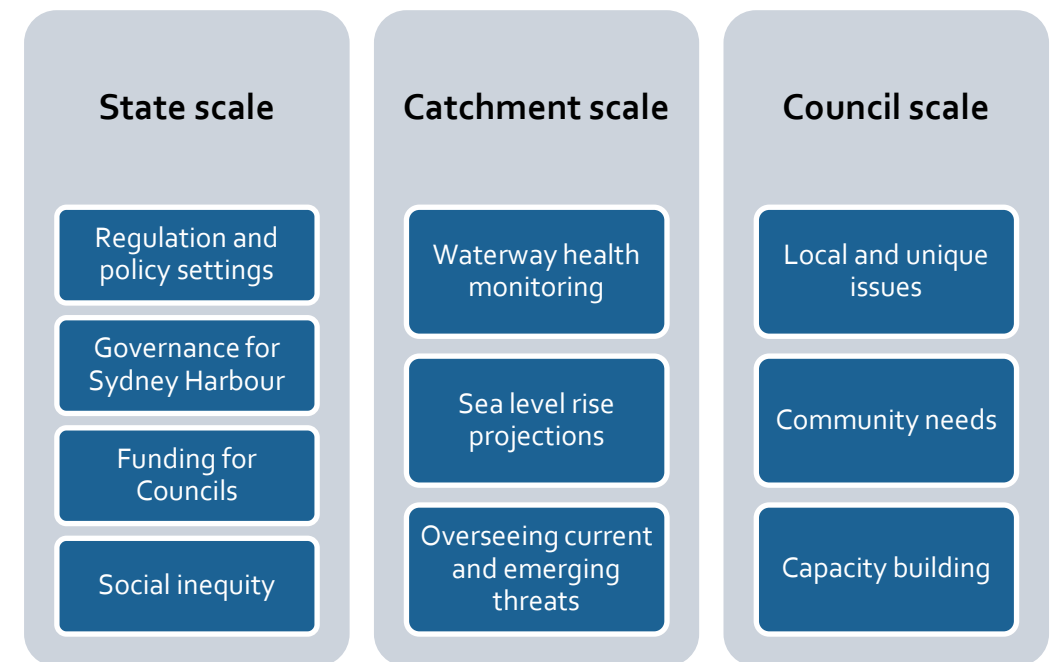 State scale
Regulation and
policy settings
Governance for
Sydney Harbour
Funding for
Councils
Social inequity
Catchment scale
Waterway health
monitoring
Sea level rise
projections
Overseeing current
and emerging
threats
Council scale
Local and unique
issues
Community needs
Capacity building